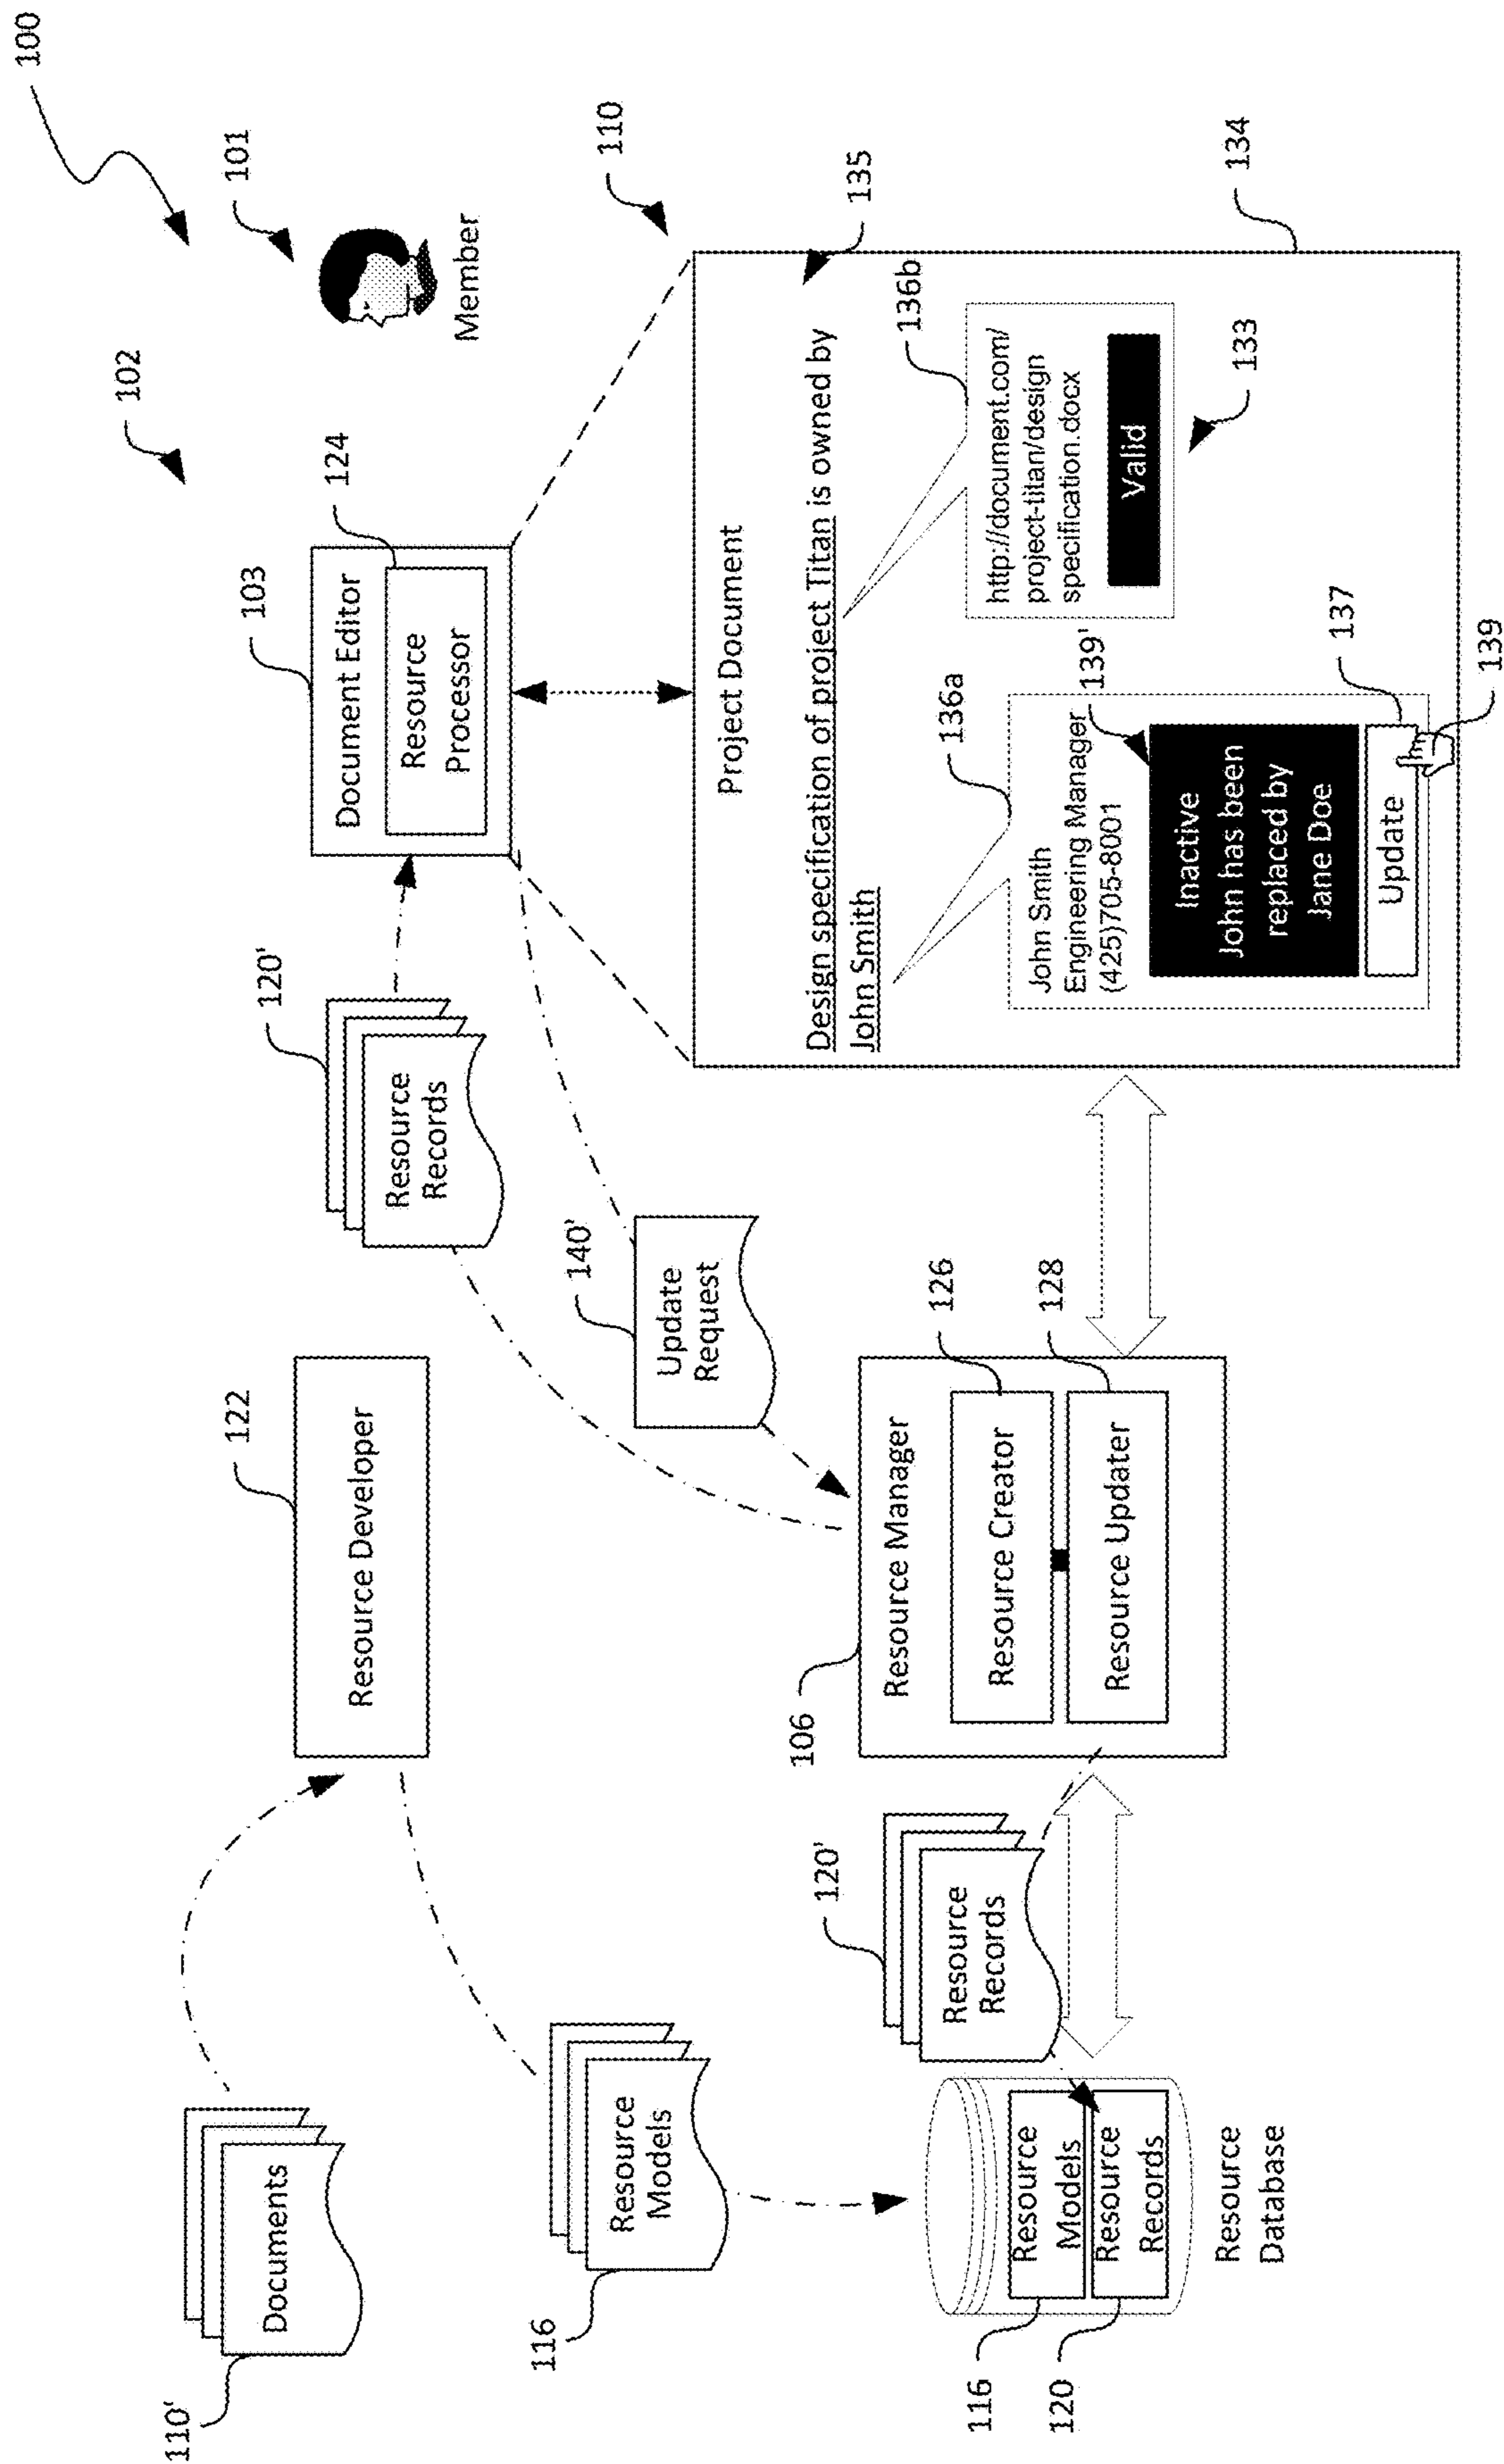 100
102
101
Member
103
124
Document Editor
Resource
Processor
120'
Resource
Records
122
Resource Developer
110'
Documents
116
Resource
Models
140'
Update
Request
110
Project Document
135
Design specification of project Titan is owned by
John Smith
136a
136b
John Smith
Engineering Manager
(425)705-8001
139'
Inactive
John has been
replaced by
Jane Doe
Update
137
139
http://document.com/
project-titan/design
specification.docx
Valid
133
134
106
Resource Manager
126
Resource Creator
128
Resource Updater
120'
Resource
Records
116
Resource
Models
120
Resource
Records
Resource
Database